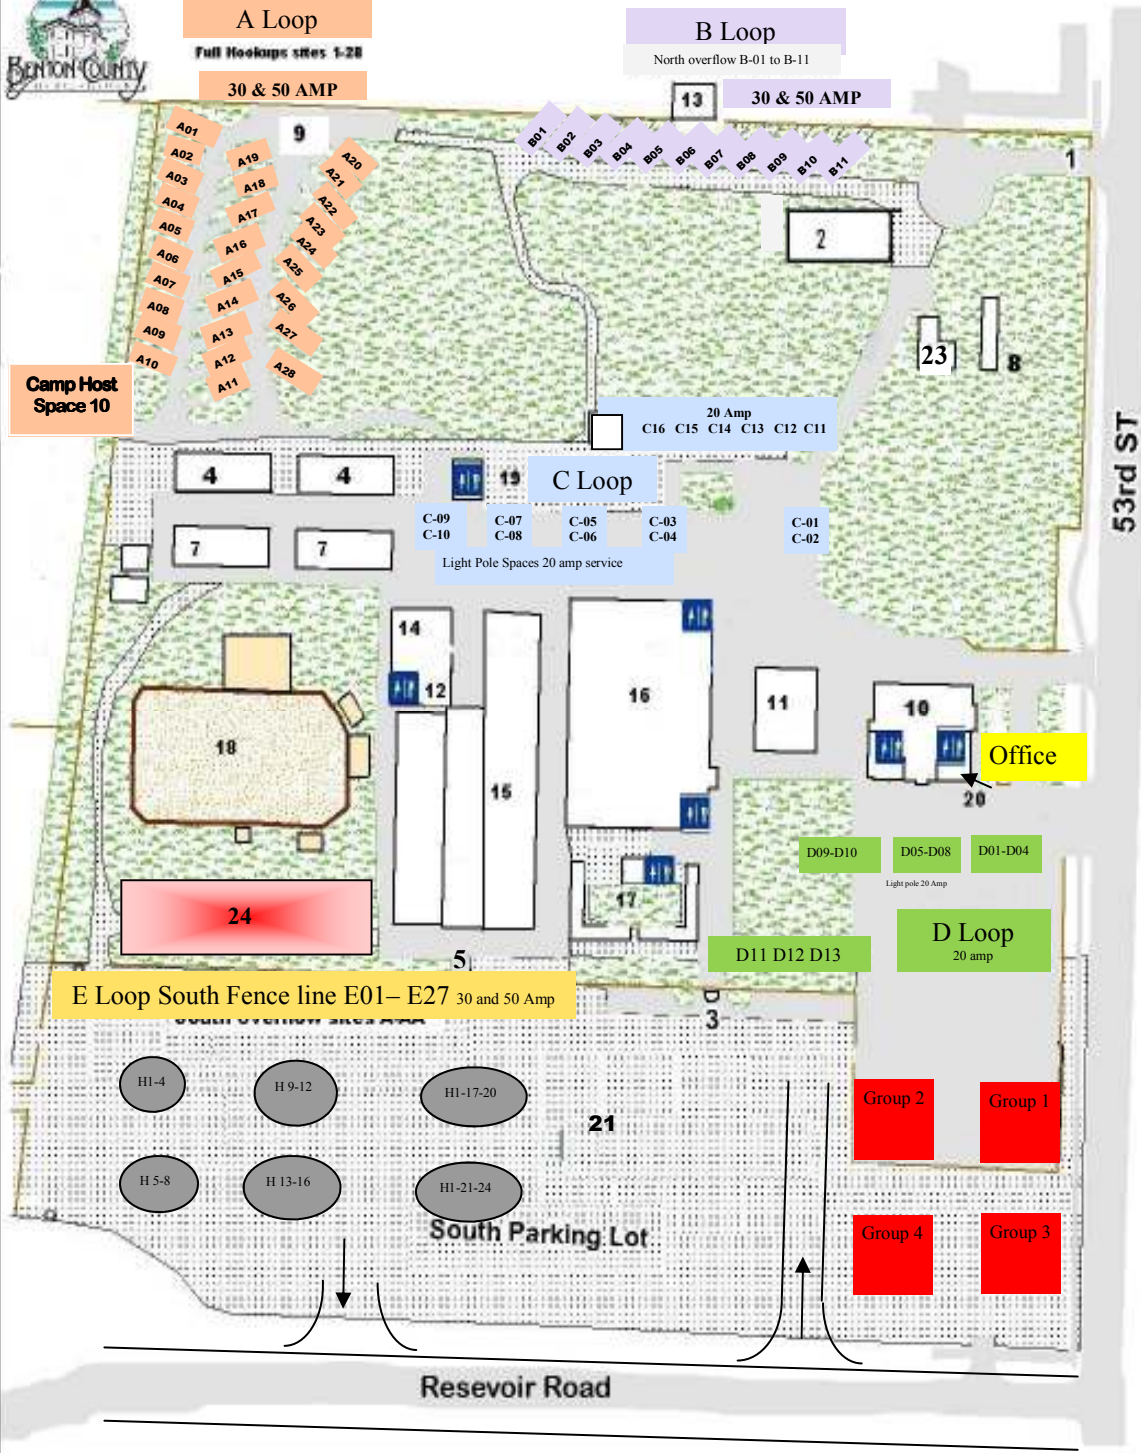 BENTON COUNTY
A Loop
Full Hookups sites 1-28
30 & 50 AMP
B Loop
North overflow B-01 to B-11
13
30 & 50 AMP
A01
A02
A03
A04
A05
A06
A07
A08
A09
A10
9
A19
A18
A17
A16
A15
A14
A13
A12
A11
A20
A21
A22
A23
A24
A25
A26
A27
A28
B01
B02
B03
B04
B05
B06
B07
B08
B09
B10
B11
1
2
23
8
53rd ST
Camp Host
Space 10
20 Amp
C16 C15 C14 C13 C12 C11
4
4
19
C Loop
7
7
C-09
C-10
C-07
C-08
C-05
C-06
C-03
C-04
C-01
C-02
Light Pole Spaces 20 amp service
14
12
16
11
10
18
15
Office
20
D09-D10
D05-D08
D01-D04
Light pole 20 Amp
24
17
D Loop
20 amp
D11 D12 D13
5
E Loop South Fence line E01– E27 30 and 50 Amp
South overflow sites A-AA
3
H1-4
H 9-12
H1-17-20
21
Group 2
Group 1
H 5-8
H 13-16
H1-21-24
South Parking Lot
Group 4
Group 3
Resevoir Road